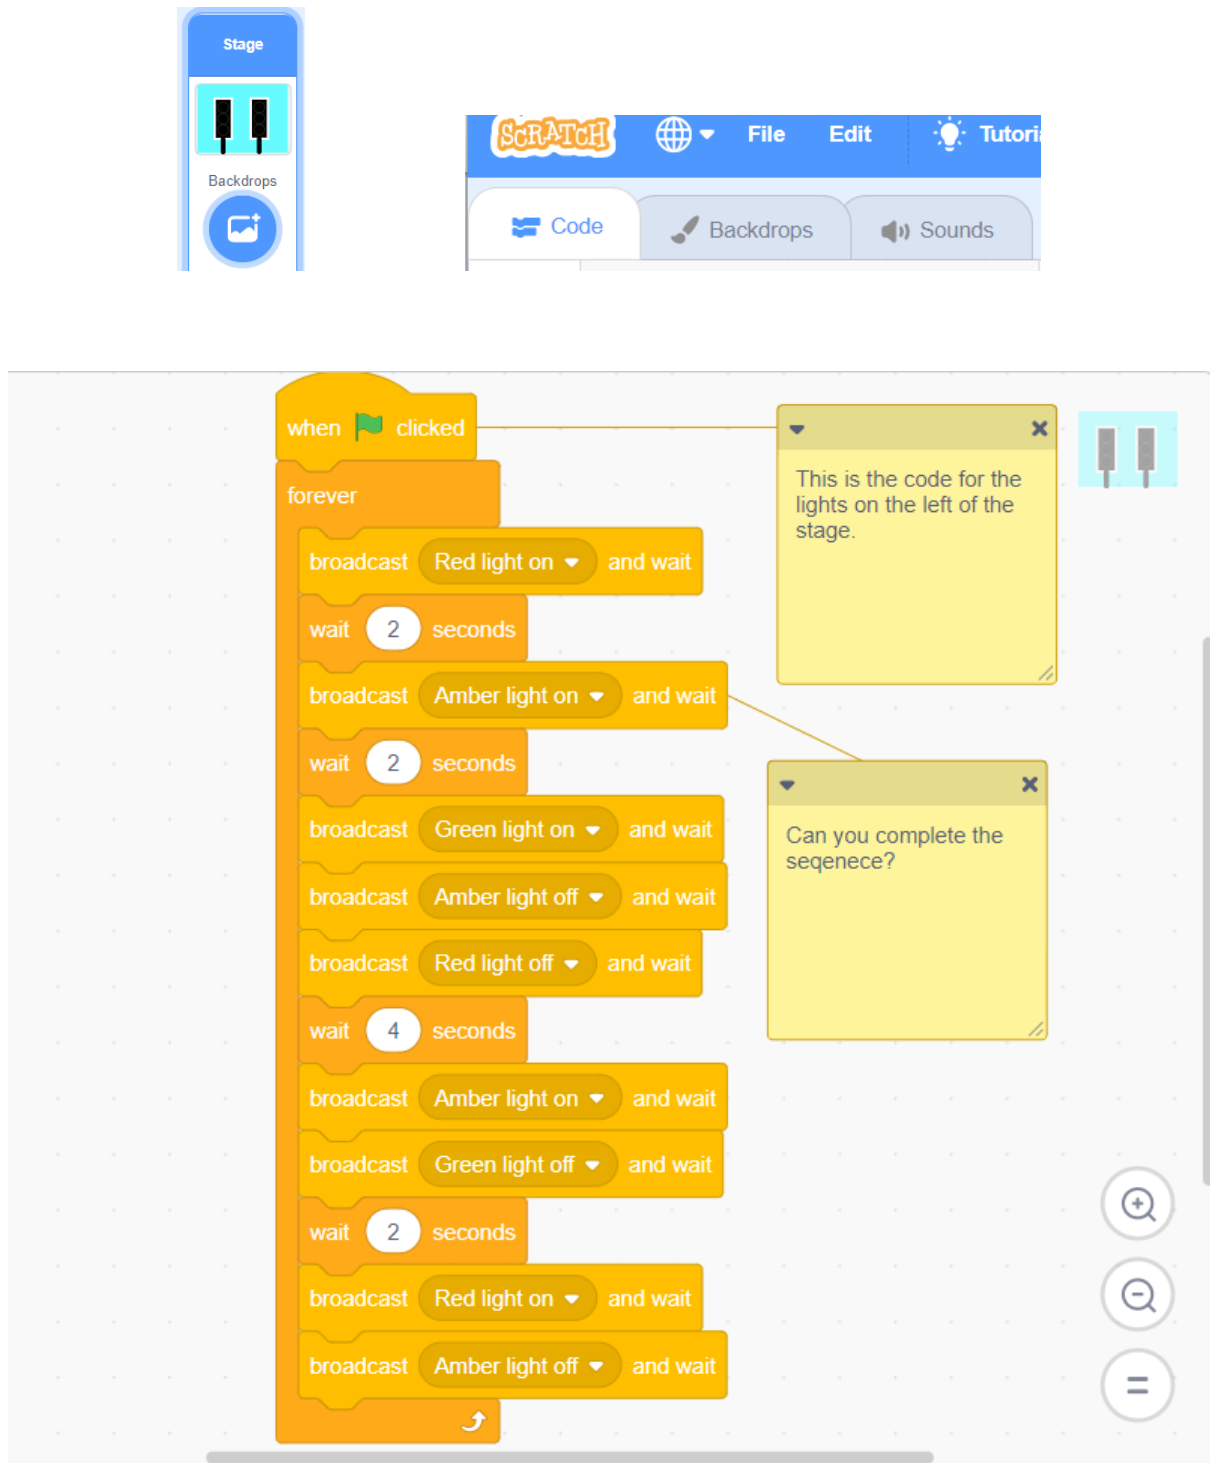 Stage
Backdrops
SCRATCH File Edit Tutori
Code Backdrops Sounds
when clicked
forever
broadcast Red light on and wait
wait 2 seconds
broadcast Amber light on and wait
wait 2 seconds
broadcast Green light on and wait
broadcast Amber light off and wait
broadcast Red light off and wait
wait 4 seconds
broadcast Amber light on and wait
broadcast Green light off and wait
wait 2 seconds
broadcast Red light on and wait
broadcast Amber light off and wait
This is the code for the
lights on the left of the
stage.
Can you complete the
seqenece?